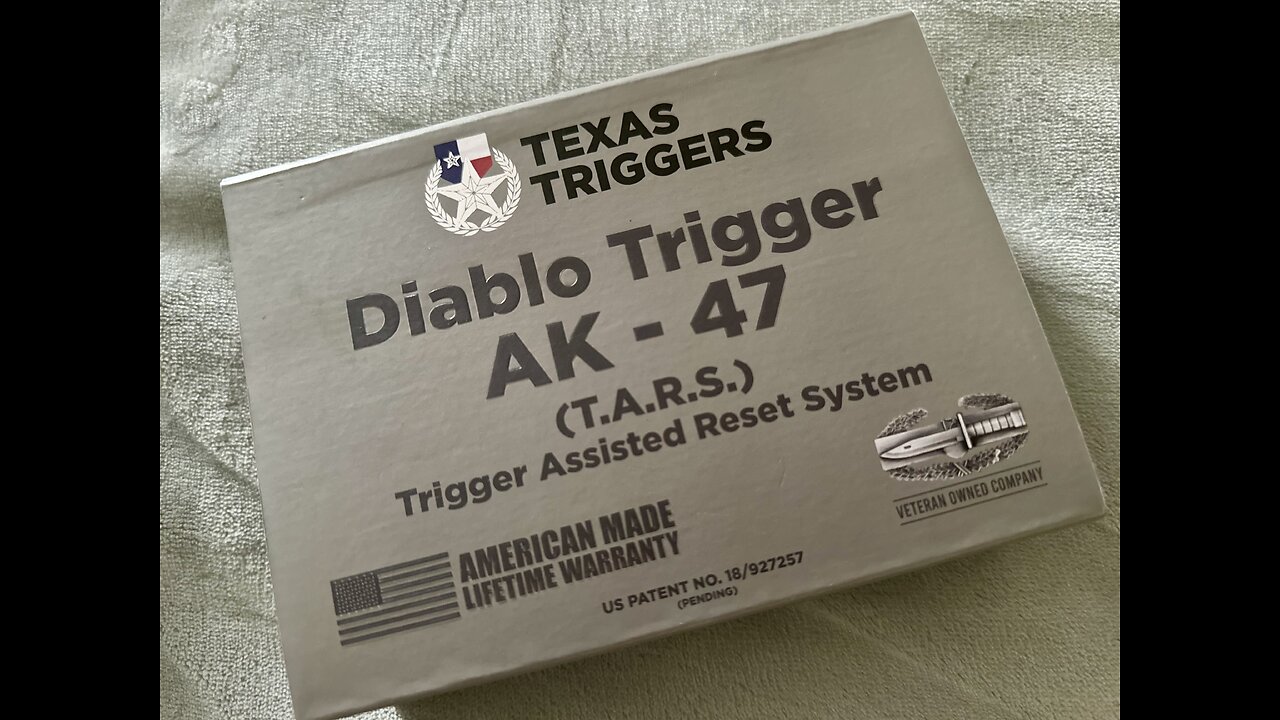 TEXAS
TRIGGERS
Diablo Trigger
AK - 47
(T.A.R.S.)
Trigger Assisted Reset System
VETERAN OWNED COMPANY
AMERICAN MADE
LIFETIME WARRANTY
US PATENT NO. 18/927257
(PENDING)